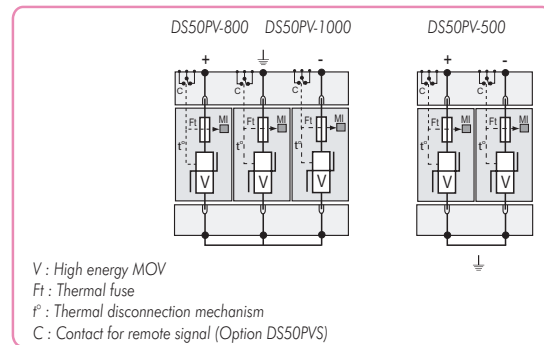 DS50PV-800 DS50PV-1000 DS50PV-500
+ - + -
C C C C C
Ft MI Ft MI Ft MI Ft MI Ft MI
t° t° t° t° t°
V V V V V
V : High energy MOV
Ft : Thermal fuse
t° : Thermal disconnection mechanism
C : Contact for remote signal (Option DS50PVS)